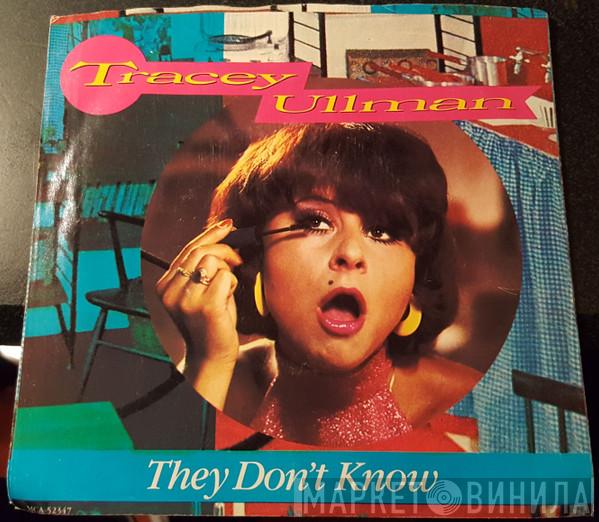 Tracey
Ullman
They Don't Know
MCA-52347
МАРКЕТ ВИНИЛА